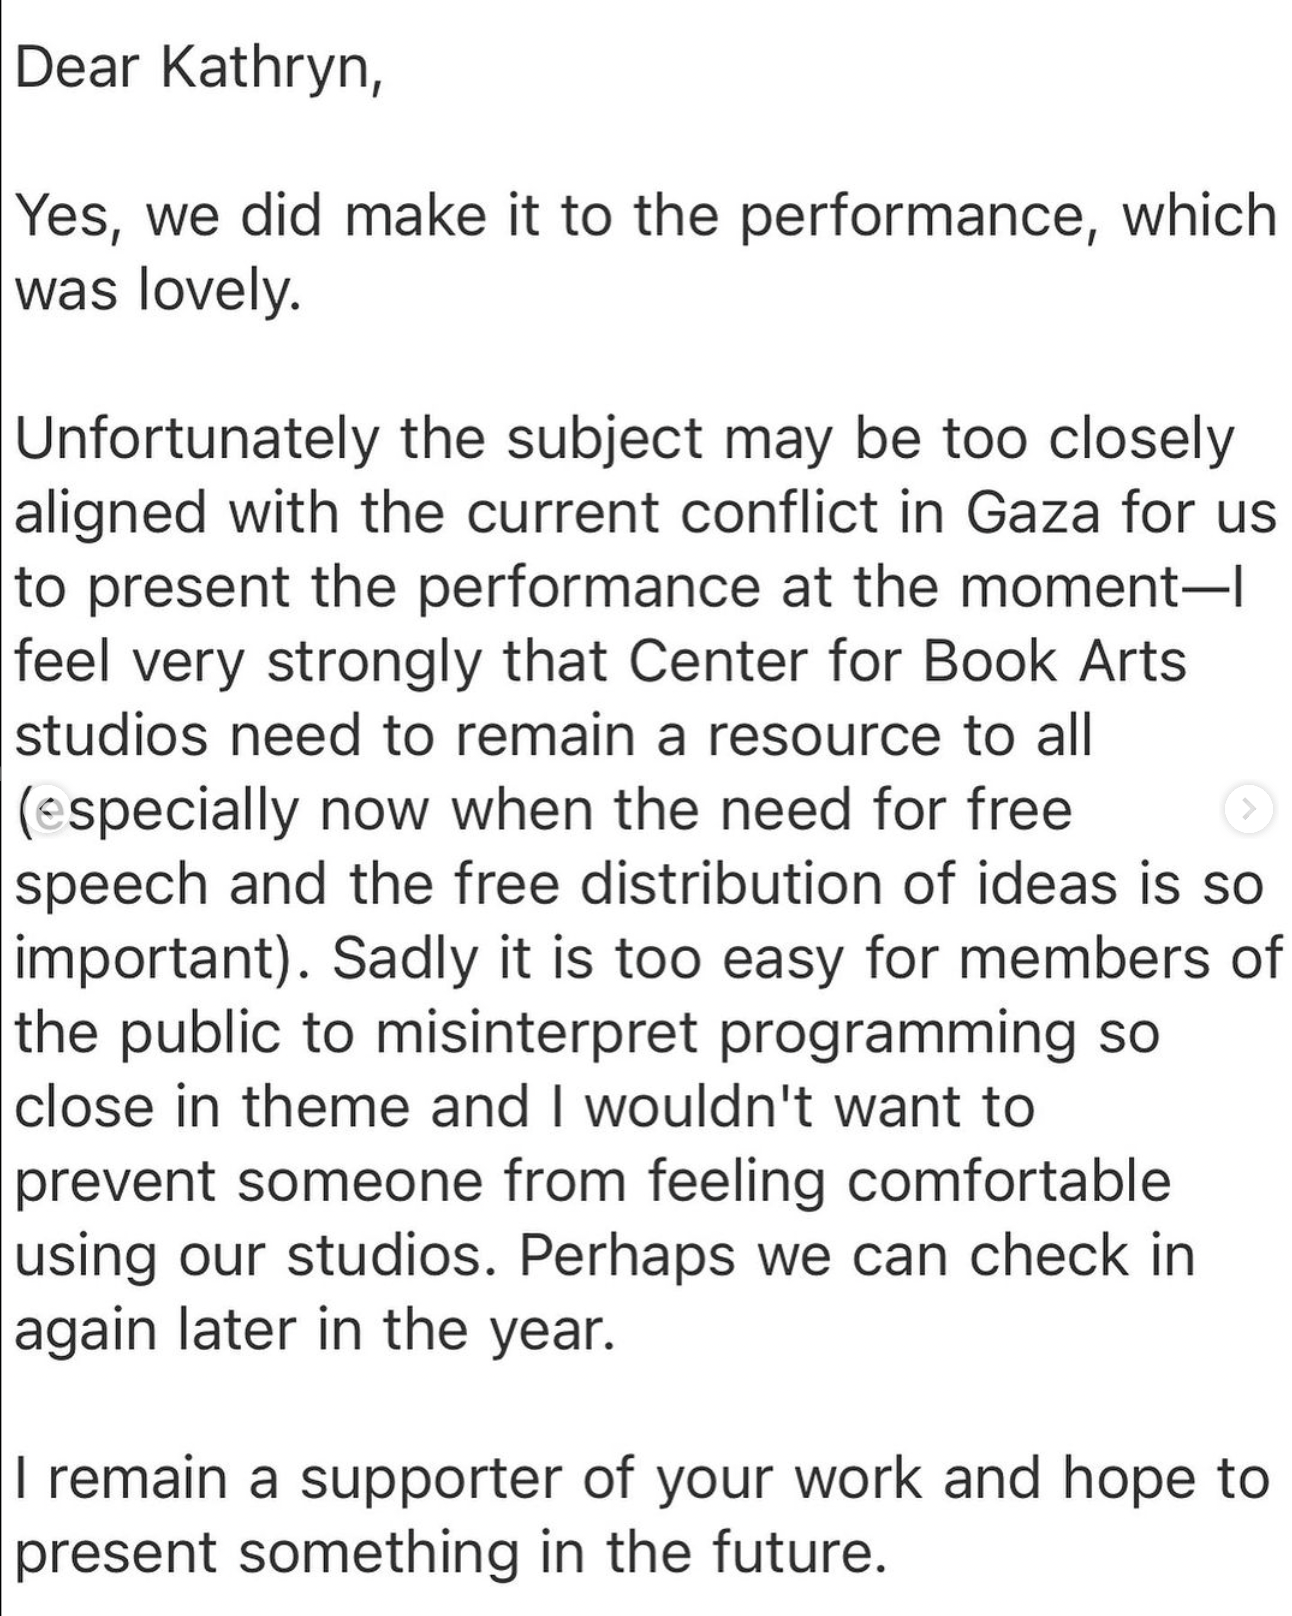 Dear Kathryn,
Yes, we did make it to the performance, which
was lovely.
Unfortunately the subject may be too closely
aligned with the current conflict in Gaza for us
to present the performance at the moment—I
feel very strongly that Center for Book Arts
studios need to remain a resource to all
(especially now when the need for free
speech and the free distribution of ideas is so
important). Sadly it is too easy for members of
the public to misinterpret programming so
close in theme and I wouldn't want to
prevent someone from feeling comfortable
using our studios. Perhaps we can check in
again later in the year.
I remain a supporter of your work and hope to
present something in the future.